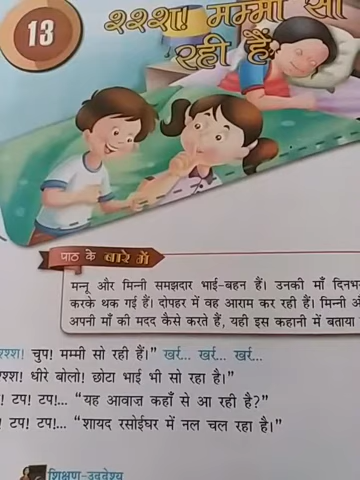 13
श्श्श! मम्मी सो
रही हैं
पाठ के बारे में
मन्नू और मिन्नी समझदार भाई-बहन हैं। उनकी माँ दिनभर
करके थक गई हैं। दोपहर में वह आराम कर रही हैं। मिन्नी
अपनी माँ की मदद कैसे करते हैं, यही इस कहानी में बताया
चुप! मम्मी सो रही हैं।” खर्र... खर्र... खर्र...
धीरे बोलो! छोटा भाई भी सो रहा है।”
टप! टप!... “यह आवाज़ कहाँ से आ रही है?”
टप! टप!... “शायद रसोईघर में नल चल रहा है।”
शिक्षण-उद्देश्य